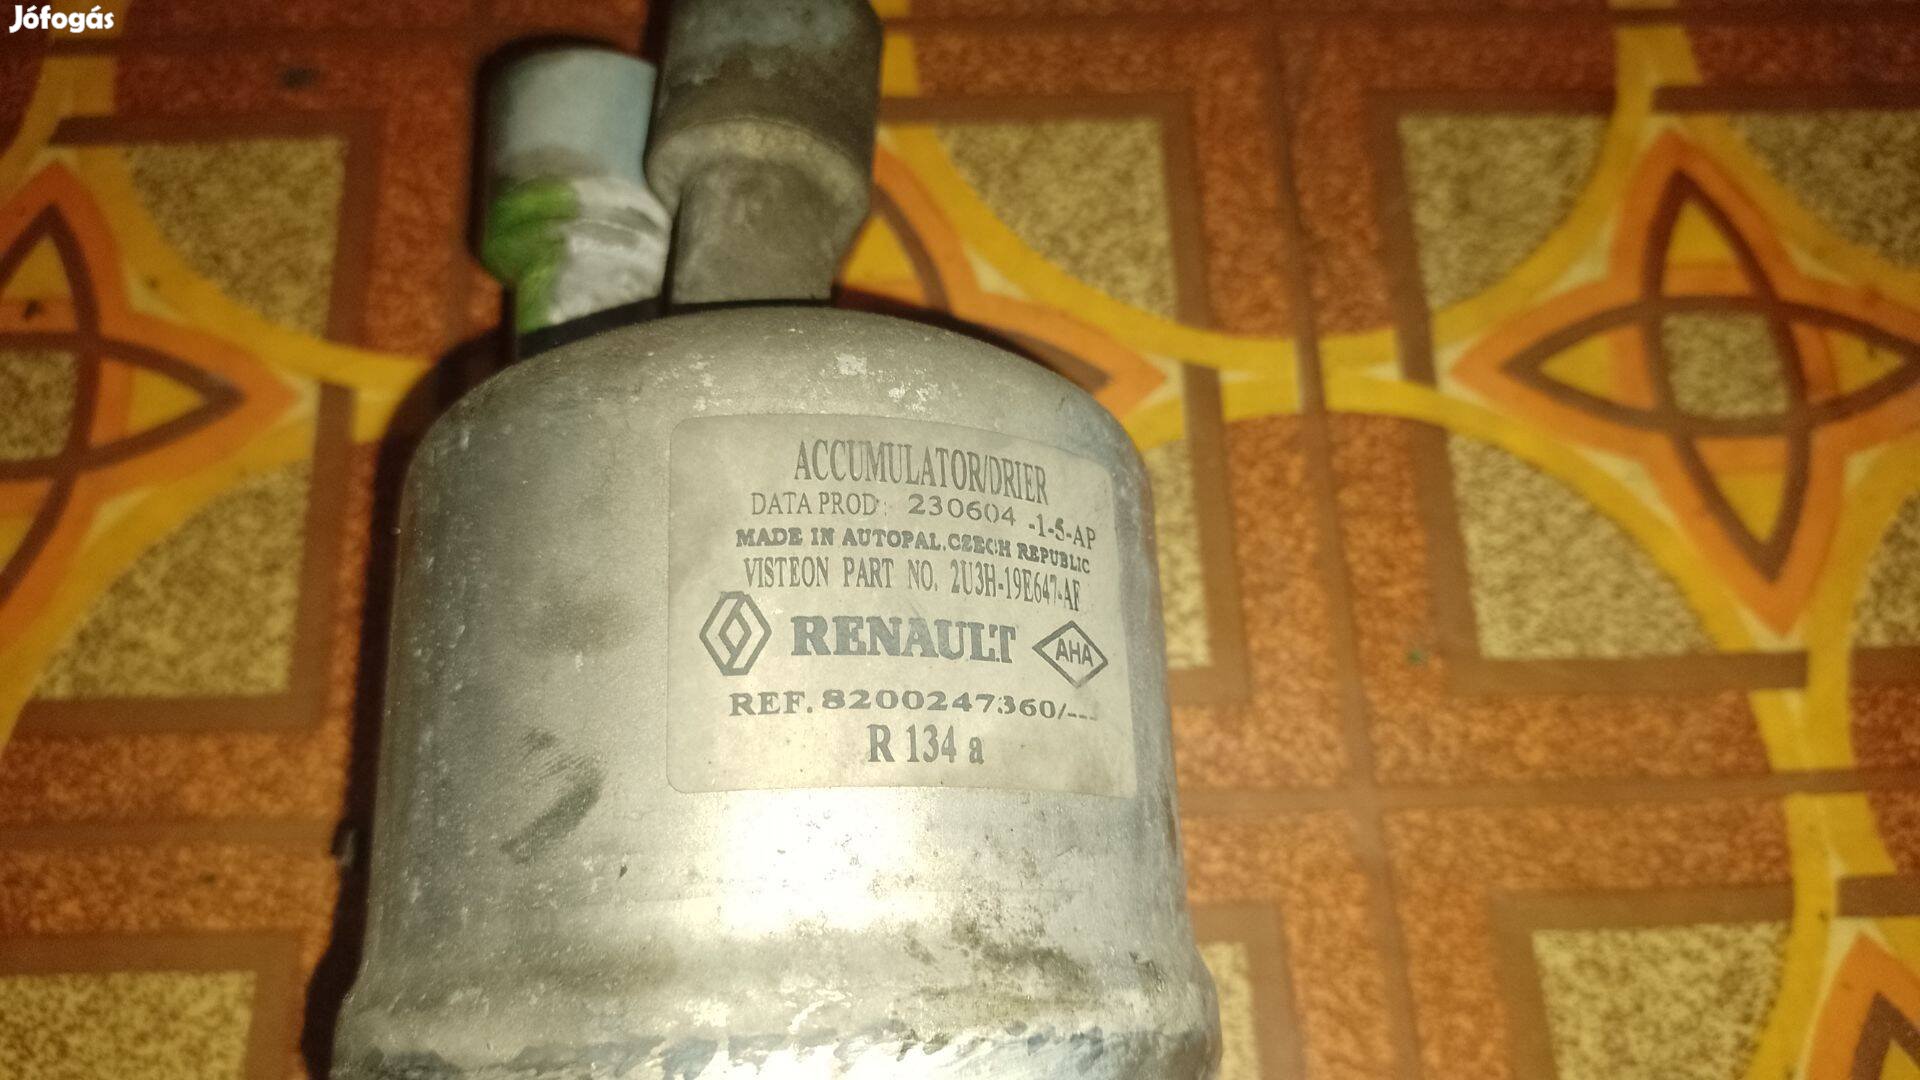 Jófogás
ACCUMULATOR/DRIER
DATA PROD: 230604 -1-5-AP
MADE IN AUTOPAL.CZECH REPUBLIC
VISTEON PART NO. 2U3H-19E647-AF
RENAULT AHA
REF. 8200247360/---
R 134 a